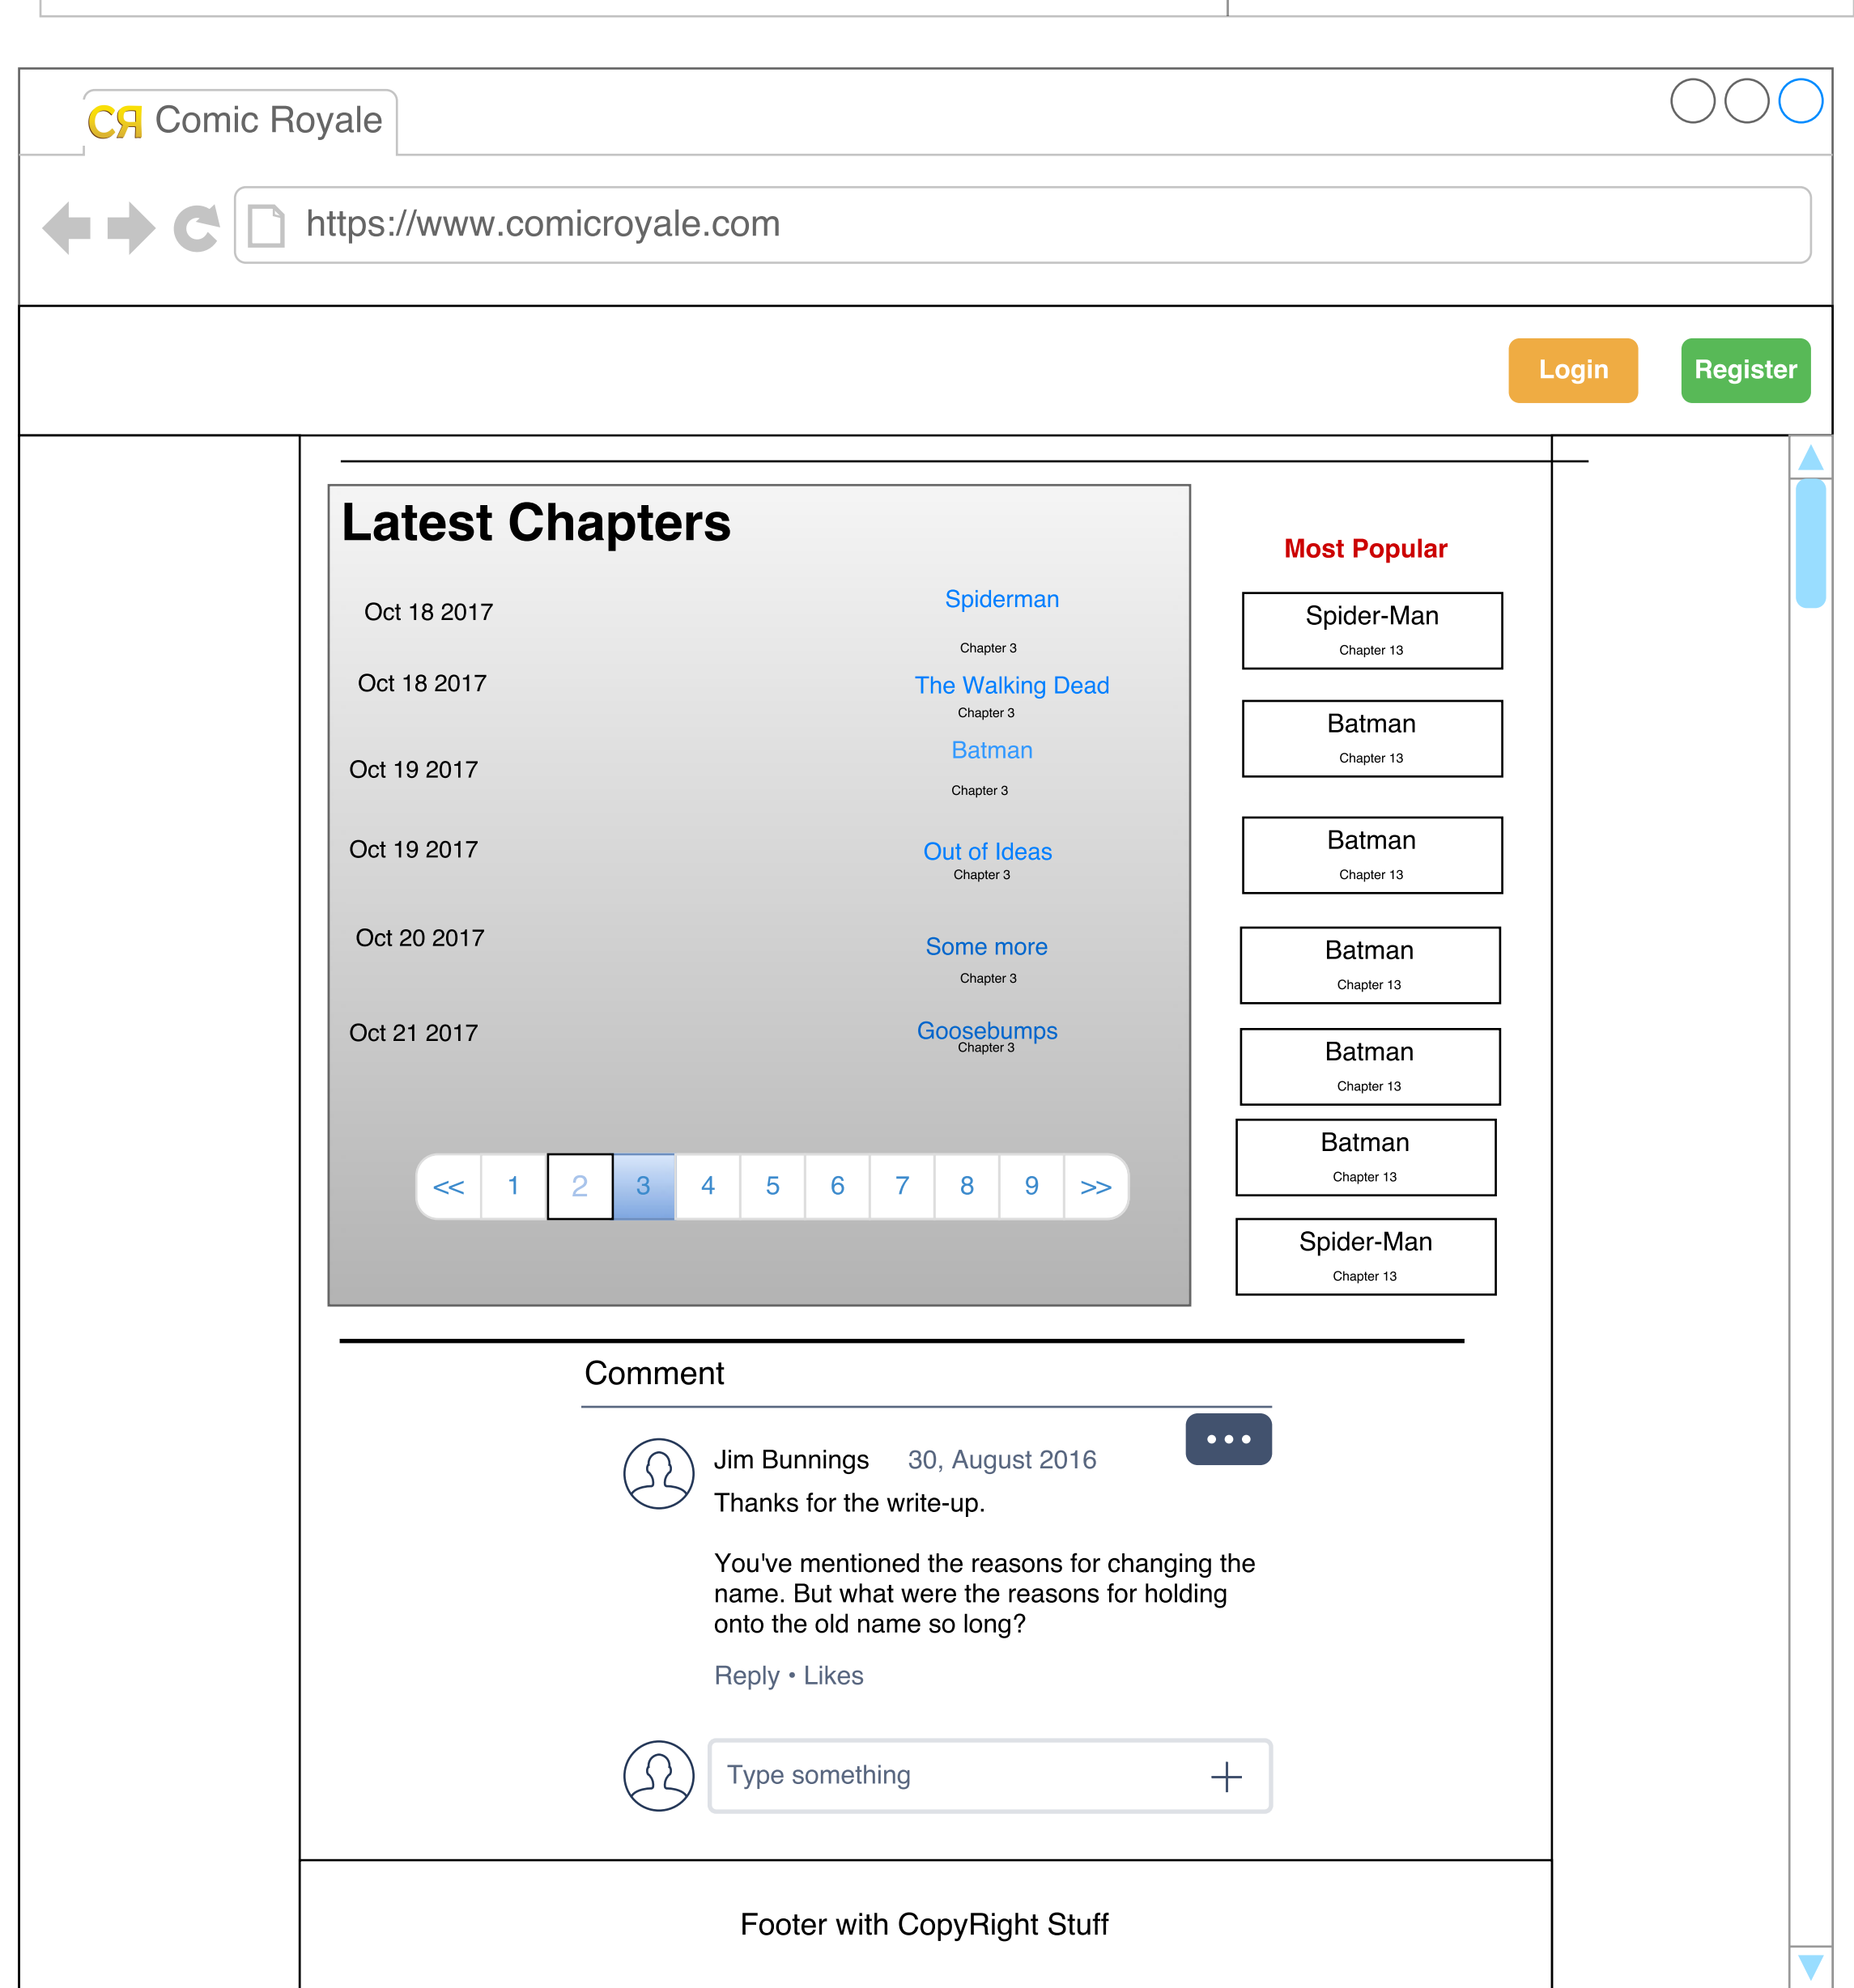 CЯ Comic Royale
https://www.comicroyale.com
Login
Register
Latest Chapters
Oct 18 2017
Spiderman
Chapter 3
Oct 18 2017
The Walking Dead
Chapter 3
Oct 19 2017
Batman
Chapter 3
Oct 19 2017
Out of Ideas
Chapter 3
Oct 20 2017
Some more
Chapter 3
Oct 21 2017
Goosebumps
Chapter 3
<< 1 2 3 4 5 6 7 8 9 >>
Most Popular
Spider-Man
Chapter 13
Batman
Chapter 13
Batman
Chapter 13
Batman
Chapter 13
Batman
Chapter 13
Batman
Chapter 13
Spider-Man
Chapter 13
Comment
Jim Bunnings 30, August 2016
Thanks for the write-up.
You've mentioned the reasons for changing the
name. But what were the reasons for holding
onto the old name so long?
Reply • Likes
Type something
Footer with CopyRight Stuff